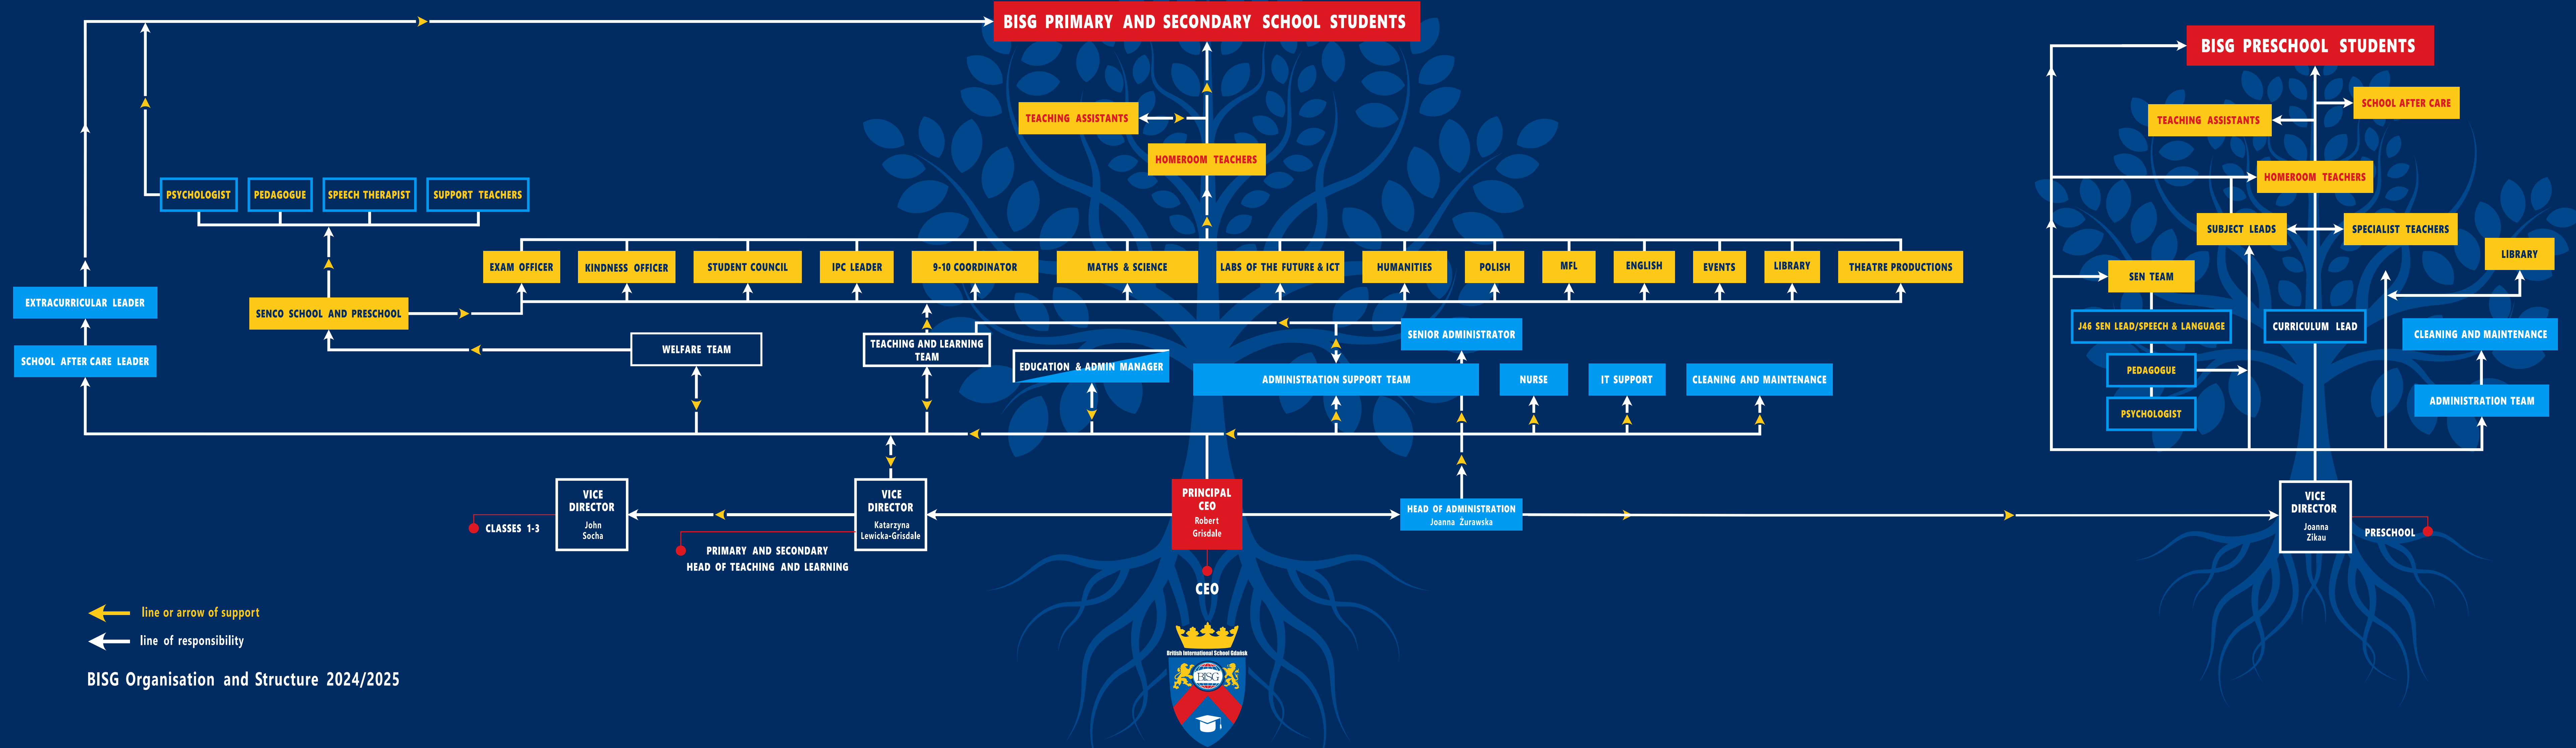 BISG PRIMARY AND SECONDARY SCHOOL STUDENTS
BISG PRESCHOOL STUDENTS
TEACHING ASSISTANTS
HOMEROOM TEACHERS
SCHOOL AFTER CARE
TEACHING ASSISTANTS
HOMEROOM TEACHERS
PSYCHOLOGIST
PEDAGOGUE
SPEECH THERAPIST
SUPPORT TEACHERS
SUBJECT LEADS
SPECIALIST TEACHERS
LIBRARY
EXAM OFFICER
KINDNESS OFFICER
STUDENT COUNCIL
IPC LEADER
9-10 COORDINATOR
MATHS & SCIENCE
LABS OF THE FUTURE & ICT
HUMANITIES
POLISH
MFL
ENGLISH
EVENTS
LIBRARY
THEATRE PRODUCTIONS
SEN TEAM
EXTRACURRICULAR LEADER
SENCO SCHOOL AND PRESCHOOL
SCHOOL AFTER CARE LEADER
WELFARE TEAM
TEACHING AND LEARNING
TEAM
EDUCATION & ADMIN MANAGER
SENIOR ADMINISTRATOR
ADMINISTRATION SUPPORT TEAM
NURSE
IT SUPPORT
CLEANING AND MAINTENANCE
J46 SEN LEAD/SPEECH & LANGUAGE
CURRICULUM LEAD
CLEANING AND MAINTENANCE
PEDAGOGUE
ADMINISTRATION TEAM
PSYCHOLOGIST
CLASSES 1-3
VICE
DIRECTOR
John
Socha
VICE
DIRECTOR
Katarzyna
Lewicka-Grisdale
PRIMARY AND SECONDARY
HEAD OF TEACHING AND LEARNING
PRINCIPAL
CEO
Robert
Grisdale
CEO
HEAD OF ADMINISTRATION
Joanna Żurawska
VICE
DIRECTOR
Joanna
Zikau
PRESCHOOL
line or arrow of support
line of responsibility
BISG Organisation and Structure 2024/2025
British International School Gdańsk
BISG